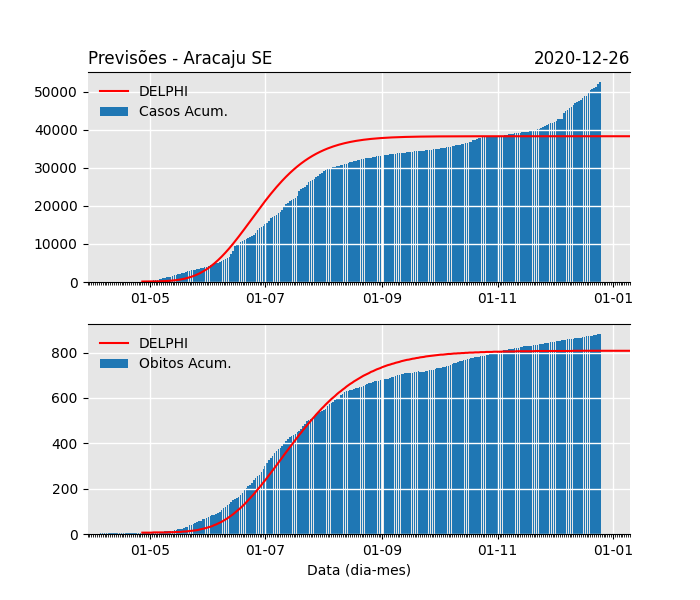 Previsões - Aracaju SE 2020-12-26
DELPHI
Casos Acum.
50000
40000
30000
20000
10000
0
01-05 01-07 01-09 01-11 01-01
DELPHI
Obitos Acum.
800
600
400
200
0
01-05 01-07 01-09 01-11 01-01
Data (dia-mes)